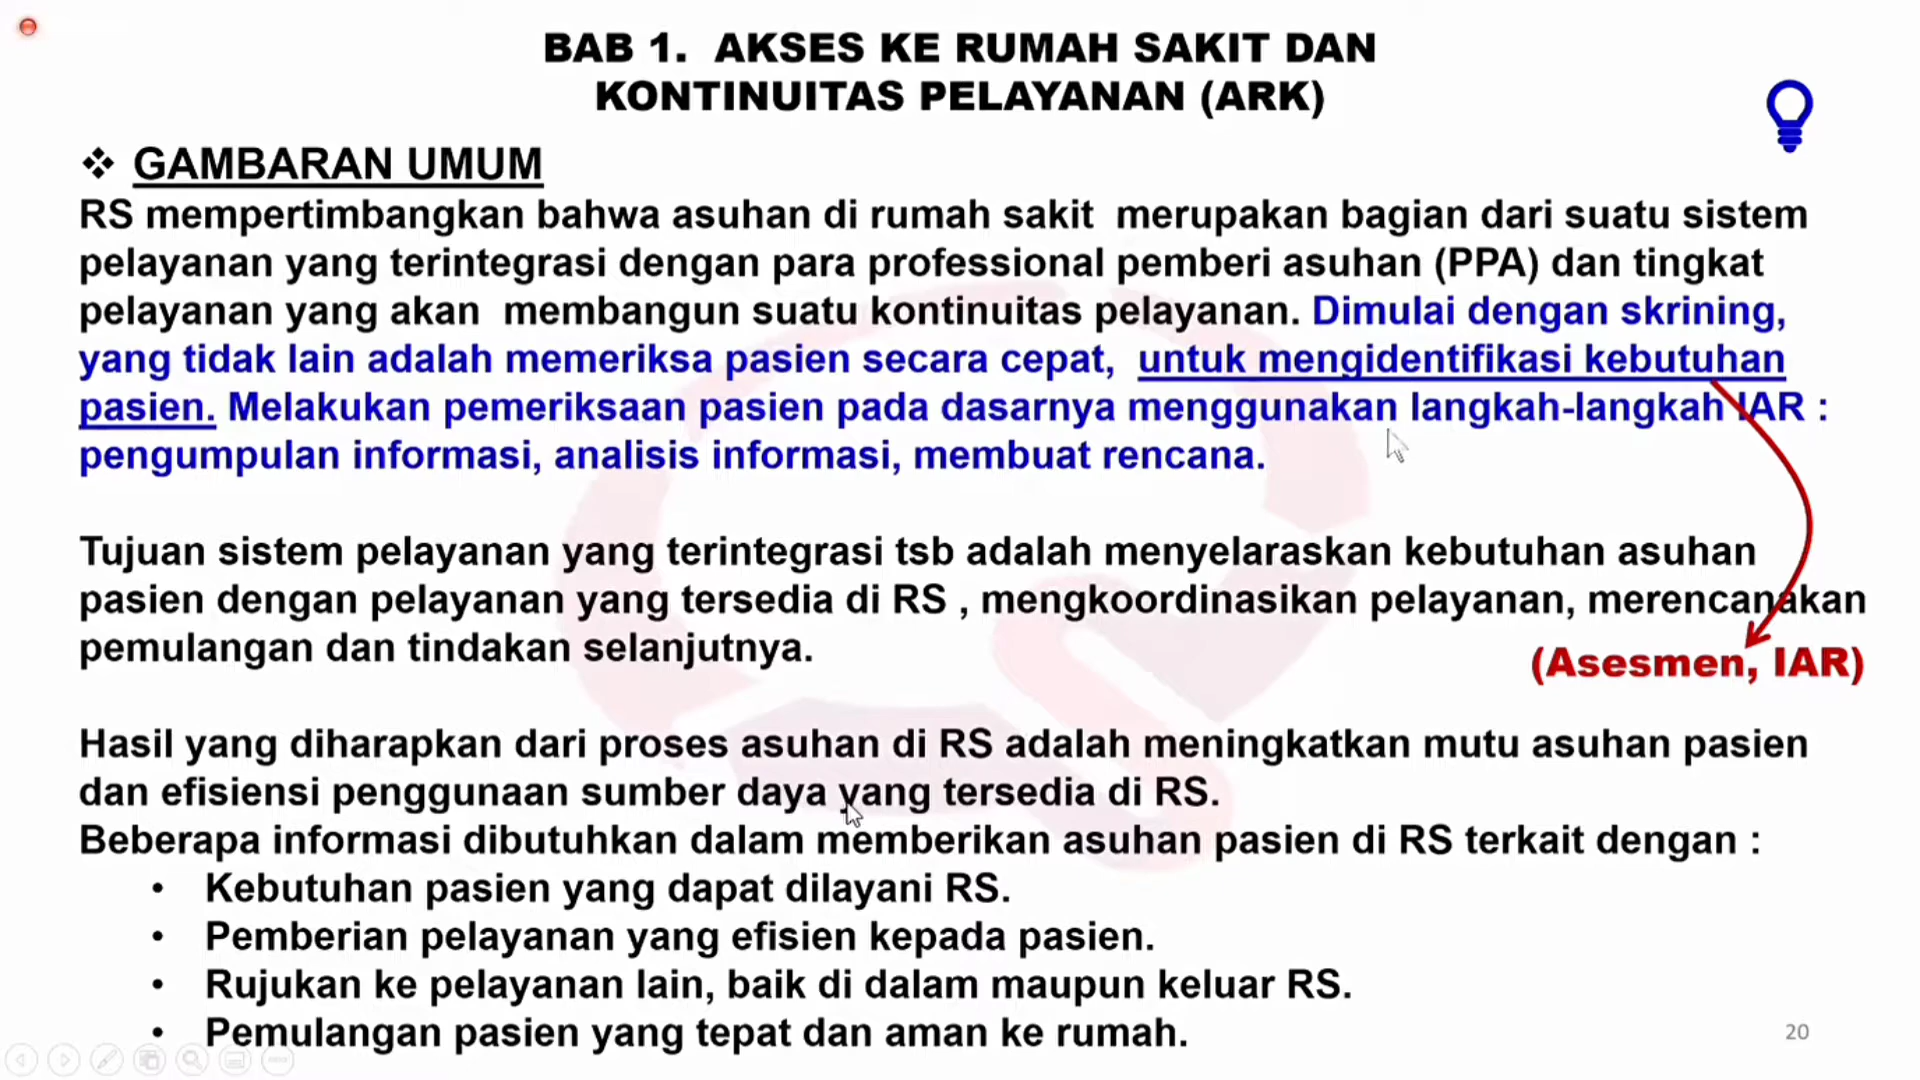 BAB 1. AKSES KE RUMAH SAKIT DAN
KONTINUITAS PELAYANAN (ARK)
❖ GAMBARAN UMUM
RS mempertimbangkan bahwa asuhan di rumah sakit merupakan bagian dari suatu sistem
pelayanan yang terintegrasi dengan para professional pemberi asuhan (PPA) dan tingkat
pelayanan yang akan membangun suatu kontinuitas pelayanan. Dimulai dengan skrining,
yang tidak lain adalah memeriksa pasien secara cepat, untuk mengidentifikasi kebutuhan
pasien. Melakukan pemeriksaan pasien pada dasarnya menggunakan langkah-langkah IAR :
pengumpulan informasi, analisis informasi, membuat rencana.
Tujuan sistem pelayanan yang terintegrasi tsb adalah menyelaraskan kebutuhan asuhan
pasien dengan pelayanan yang tersedia di RS , mengkoordinasikan pelayanan, merencanakan
pemulangan dan tindakan selanjutnya.
(Asesmen, IAR)
Hasil yang diharapkan dari proses asuhan di RS adalah meningkatkan mutu asuhan pasien
dan efisiensi penggunaan sumber daya yang tersedia di RS.
Beberapa informasi dibutuhkan dalam memberikan asuhan pasien di RS terkait dengan :
• Kebutuhan pasien yang dapat dilayani RS.
• Pemberian pelayanan yang efisien kepada pasien.
• Rujukan ke pelayanan lain, baik di dalam maupun keluar RS.
• Pemulangan pasien yang tepat dan aman ke rumah.
20